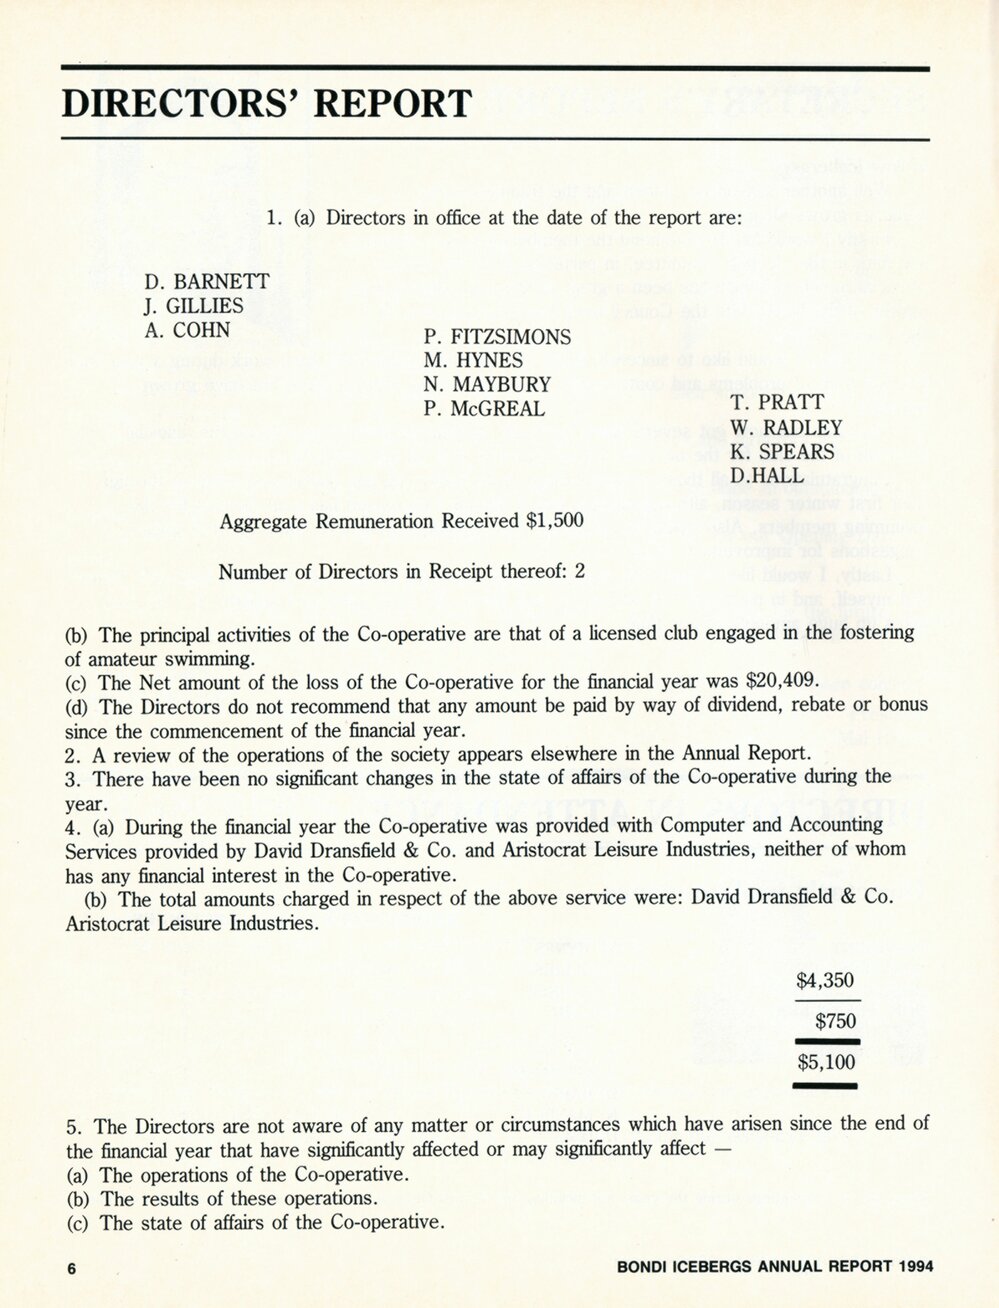 DIRECTORS' REPORT
1. (a) Directors in office at the date of the report are:
D. BARNETT
J. GILLIES
A. COHN
P. FITZSIMONS
M. HYNES
N. MAYBURY
P. McGREAL
T. PRATT
W. RADLEY
K. SPEARS
D.HALL
Aggregate Remuneration Received $1,500
Number of Directors in Receipt thereof: 2
(b) The principal activities of the Co-operative are that of a licensed club engaged in the fostering
of amateur swimming.
(c) The Net amount of the loss of the Co-operative for the financial year was $20,409.
(d) The Directors do not recommend that any amount be paid by way of dividend, rebate or bonus
since the commencement of the financial year.
2. A review of the operations of the society appears elsewhere in the Annual Report.
3. There have been no significant changes in the state of affairs of the Co-operative during the
year.
4. (a) During the financial year the Co-operative was provided with Computer and Accounting
Services provided by David Dransfield & Co. and Aristocrat Leisure Industries, neither of whom
has any financial interest in the Co-operative.
(b) The total amounts charged in respect of the above service were: David Dransfield & Co.
Aristocrat Leisure Industries.
$4,350
$750
$5,100
5. The Directors are not aware of any matter or circumstances which have arisen since the end of
the financial year that have significantly affected or may significantly affect —
(a) The operations of the Co-operative.
(b) The results of these operations.
(c) The state of affairs of the Co-operative.
6
BONDI ICEBERGS ANNUAL REPORT 1994